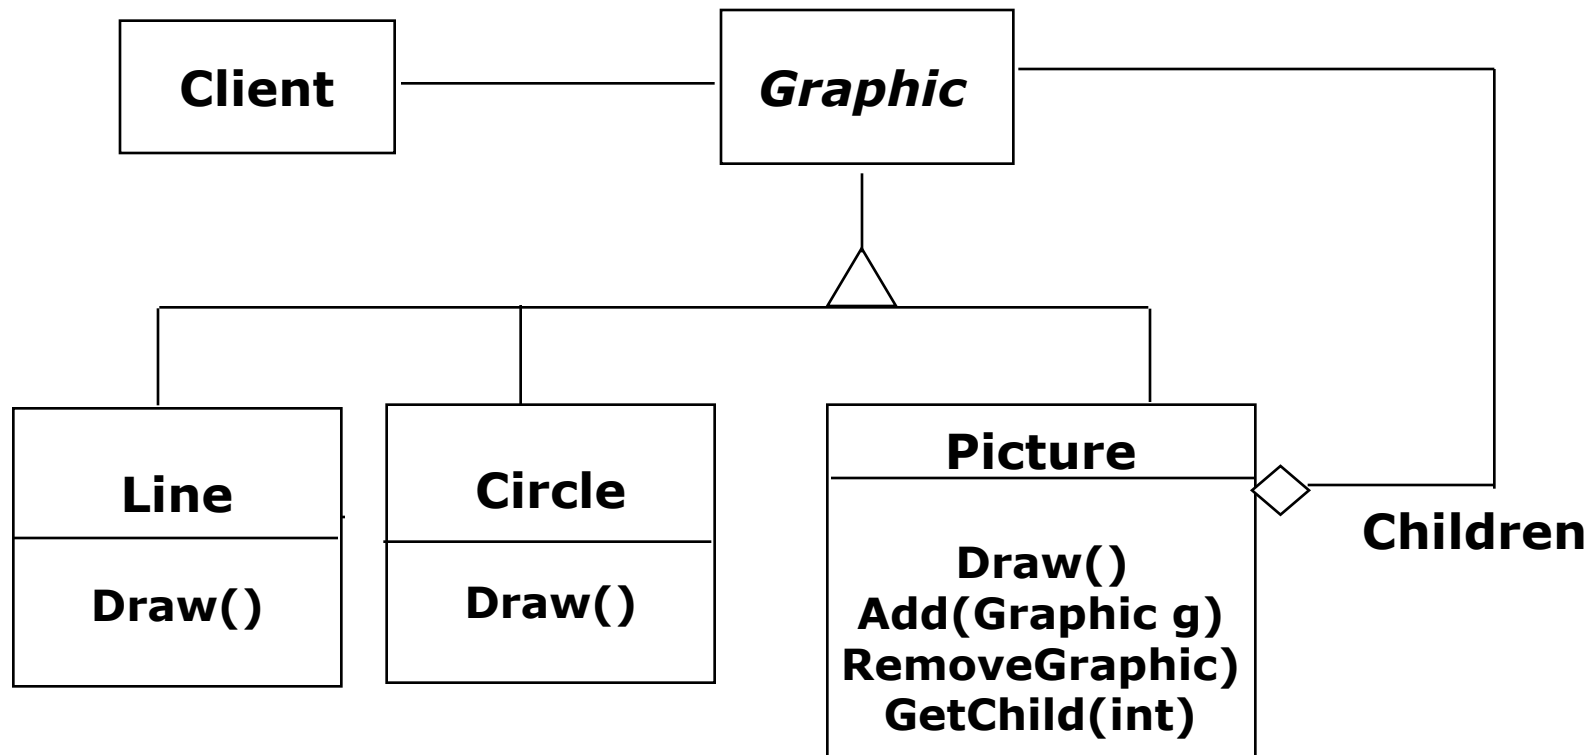 Client
Graphic
Line
Draw()
Circle
Draw()
Picture
Draw()
Add(Graphic g)
RemoveGraphic)
GetChild(int)
Children